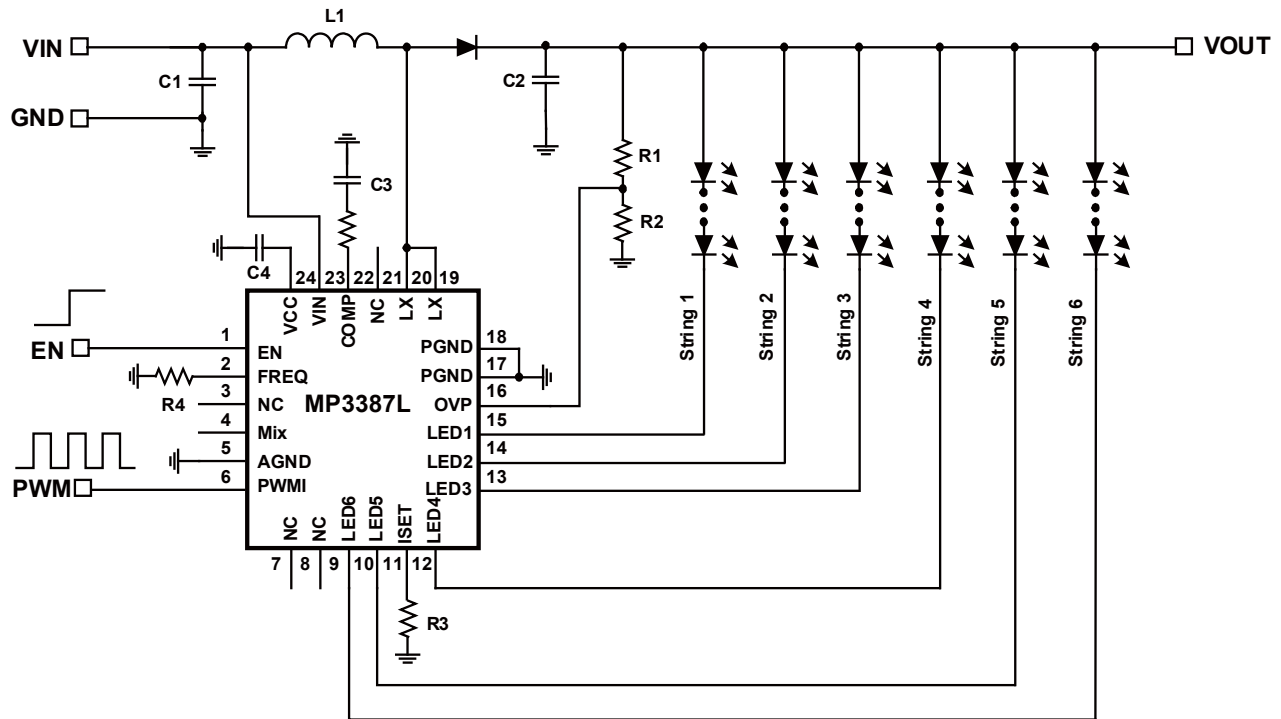 L1
VIN
VOUT
C1
C2
GND
R1
C3
R2
C4
24 23 22 21 20 19
VCC
VIN
COMP
NC
LX
LX
String 1
String 2
String 3
String 4
String 5
String 6
EN
1
EN
PGND
18
2
FREQ
PGND
17
R4
3
NC
MP3387L
OVP
16
4
Mix
LED1
15
5
AGND
LED2
14
PWM
6
PWMI
LED3
13
NC
NC
LED6
LED5
ISET
LED4
7 8 9 10 11 12
R3